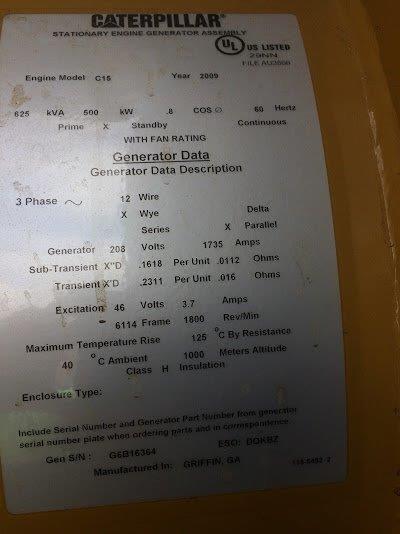 CATERPILLAR®
STATIONARY ENGINE GENERATOR ASSEMBLY
UL US LISTED
29NN
FILE AU3868
Engine Model C15 Year 2009
625 kVA 500 kW .8 COS ∅ 60 Hertz
Prime X Standby Continuous
WITH FAN RATING
Generator Data
Generator Data Description
3 Phase ~ 12 Wire
X Wye Delta
Series X Parallel
Generator 208 Volts 1735 Amps
Sub-Transient X"D .1618 Per Unit .0112 Ohms
Transient X'D .2311 Per Unit .016 Ohms
Excitation 46 Volts 3.7 Amps
6114 Frame 1800 Rev/Min
Maximum Temperature Rise 125 °C By Resistance
40 °C Ambient 1000 Meters Altitude
Class H Insulation
Enclosure Type:
Include Serial Number and Generator Part Number from generator
serial number plate when ordering parts and in correspondence.
Gen S/N : G6B16364 ESO: DQKBZ
Manufactured In: GRIFFIN, GA